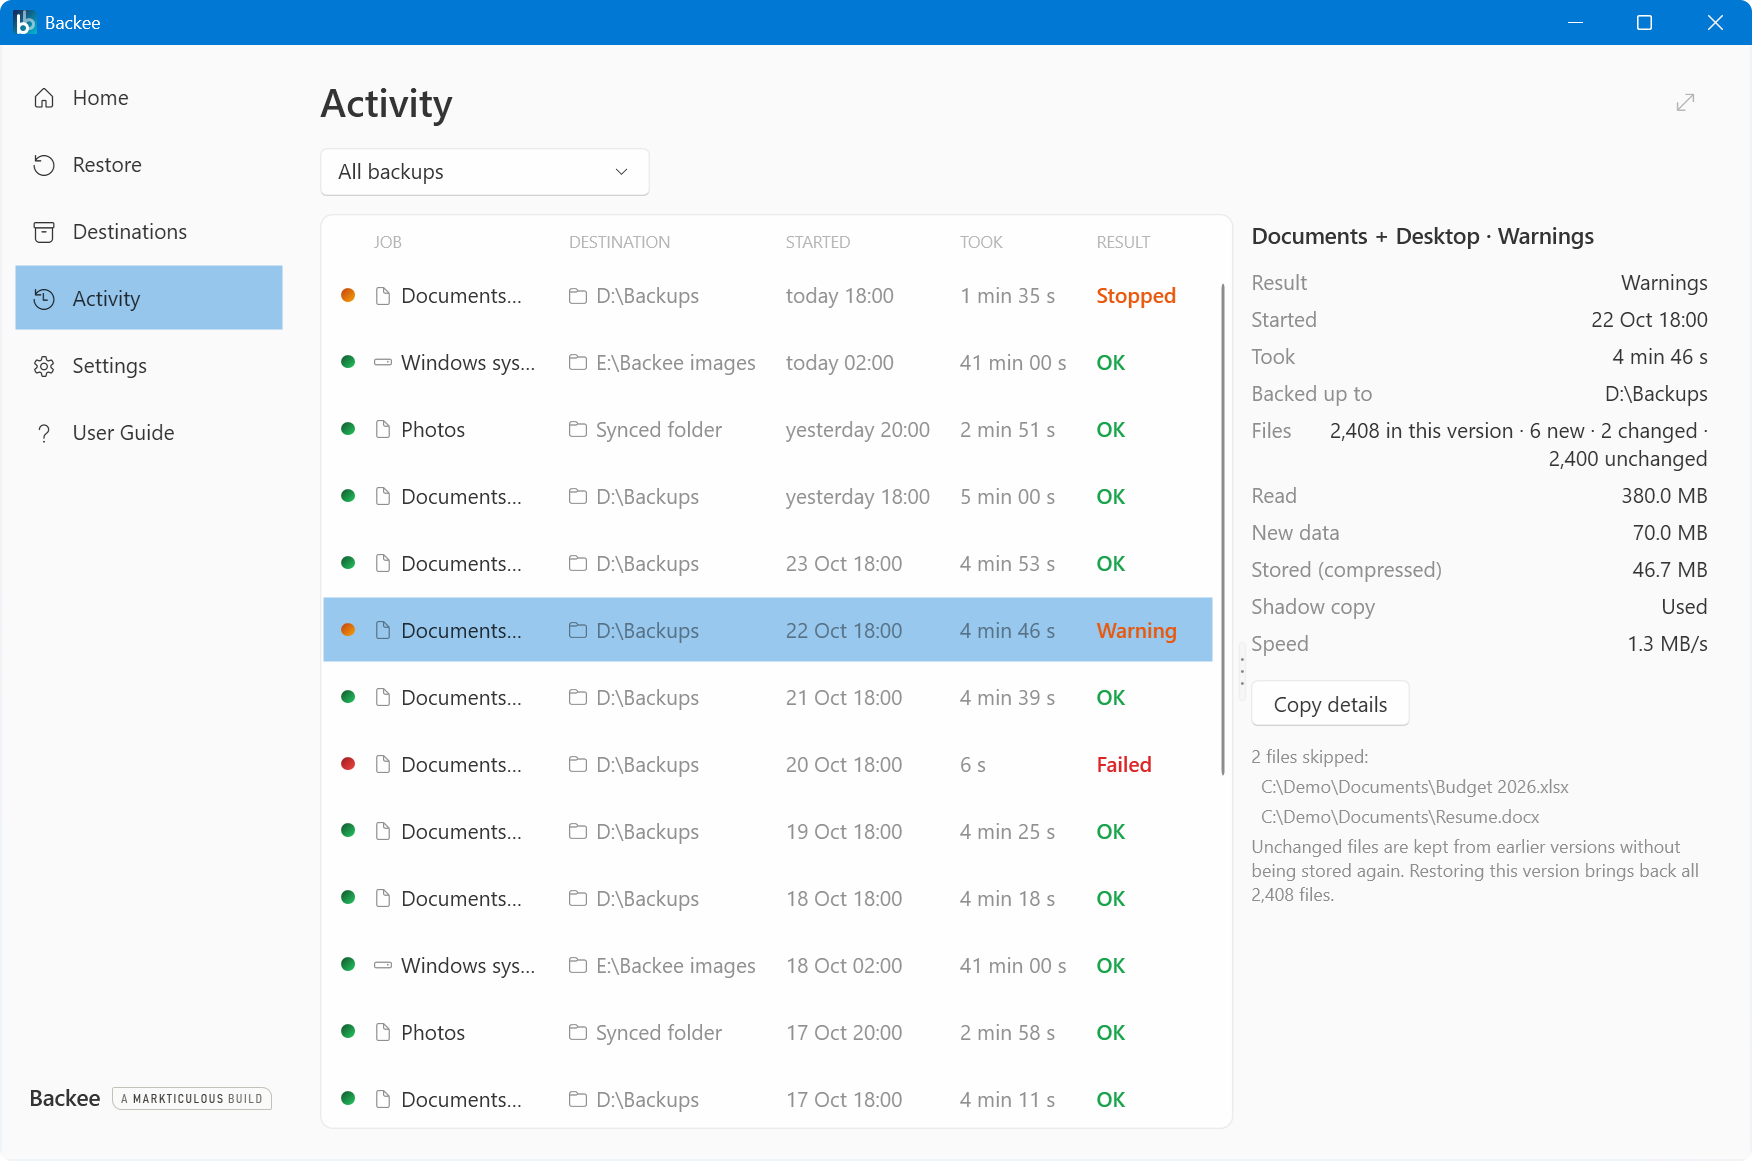 Backee
Home
Restore
Destinations
Activity
Settings
User Guide
Backee
A MARKTICULOUS BUILD
Activity
All backups
JOB DESTINATION STARTED TOOK RESULT
Documents... D:\Backups today 18:00 1 min 35 s Stopped
Windows sys... E:\Backee images today 02:00 41 min 00 s OK
Photos Synced folder yesterday 20:00 2 min 51 s OK
Documents... D:\Backups yesterday 18:00 5 min 00 s OK
Documents... D:\Backups 23 Oct 18:00 4 min 53 s OK
Documents... D:\Backups 22 Oct 18:00 4 min 46 s Warning
Documents... D:\Backups 21 Oct 18:00 4 min 39 s OK
Documents... D:\Backups 20 Oct 18:00 6 s Failed
Documents... D:\Backups 19 Oct 18:00 4 min 25 s OK
Documents... D:\Backups 18 Oct 18:00 4 min 18 s OK
Windows sys... E:\Backee images 18 Oct 02:00 41 min 00 s OK
Photos Synced folder 17 Oct 20:00 2 min 58 s OK
Documents... D:\Backups 17 Oct 18:00 4 min 11 s OK
Documents + Desktop · Warnings
Result Warnings
Started 22 Oct 18:00
Took 4 min 46 s
Backed up to D:\Backups
Files 2,408 in this version · 6 new · 2 changed ·
2,400 unchanged
Read 380.0 MB
New data 70.0 MB
Stored (compressed) 46.7 MB
Shadow copy Used
Speed 1.3 MB/s
Copy details
2 files skipped:
C:\Demo\Documents\Budget 2026.xlsx
C:\Demo\Documents\Resume.docx
Unchanged files are kept from earlier versions without
being stored again. Restoring this version brings back all
2,408 files.